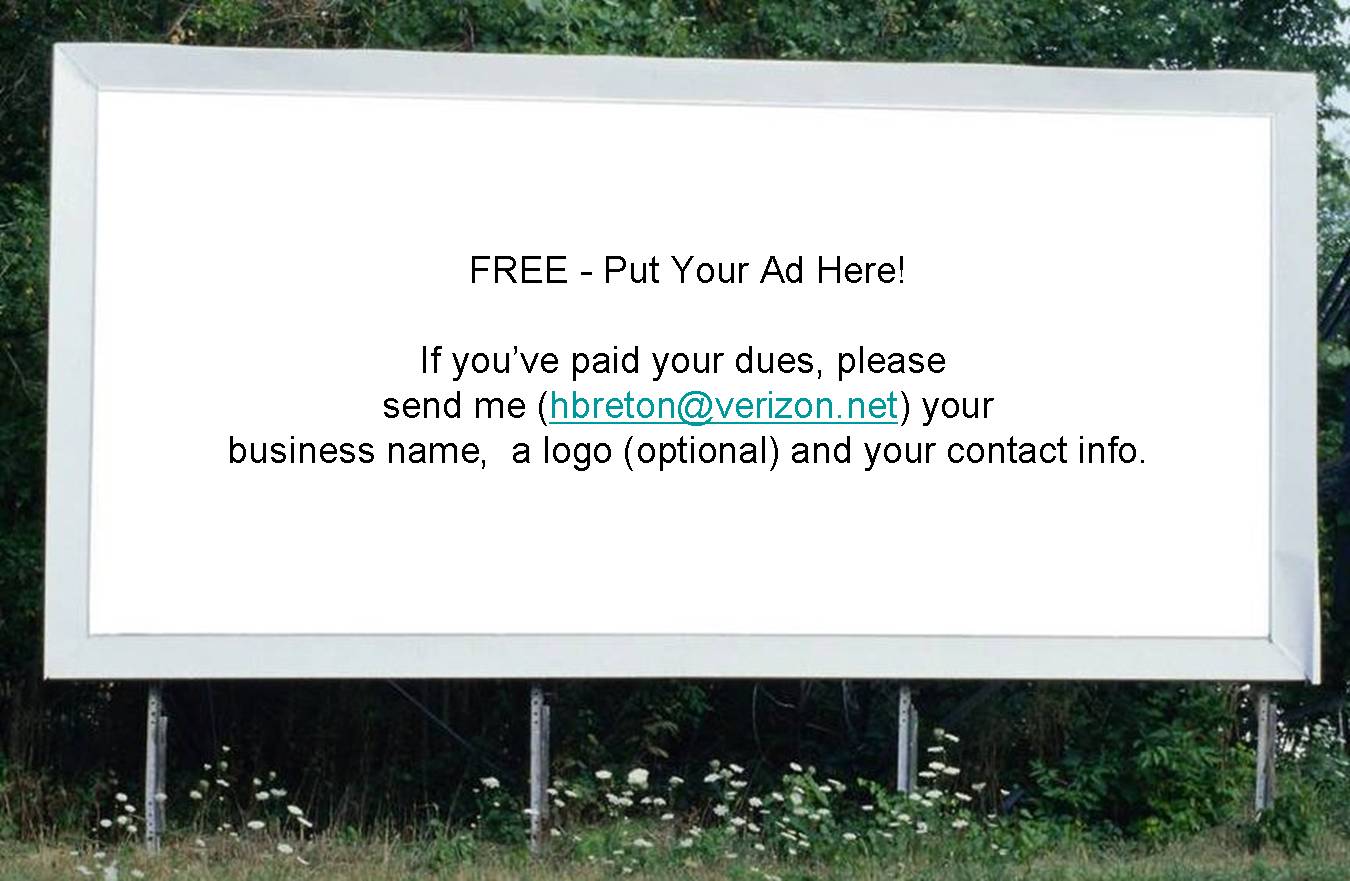 FREE - Put Your Ad Here!
If you’ve paid your dues, please
send me (hbreton@verizon.net) your
business name,  a logo (optional) and your contact info.